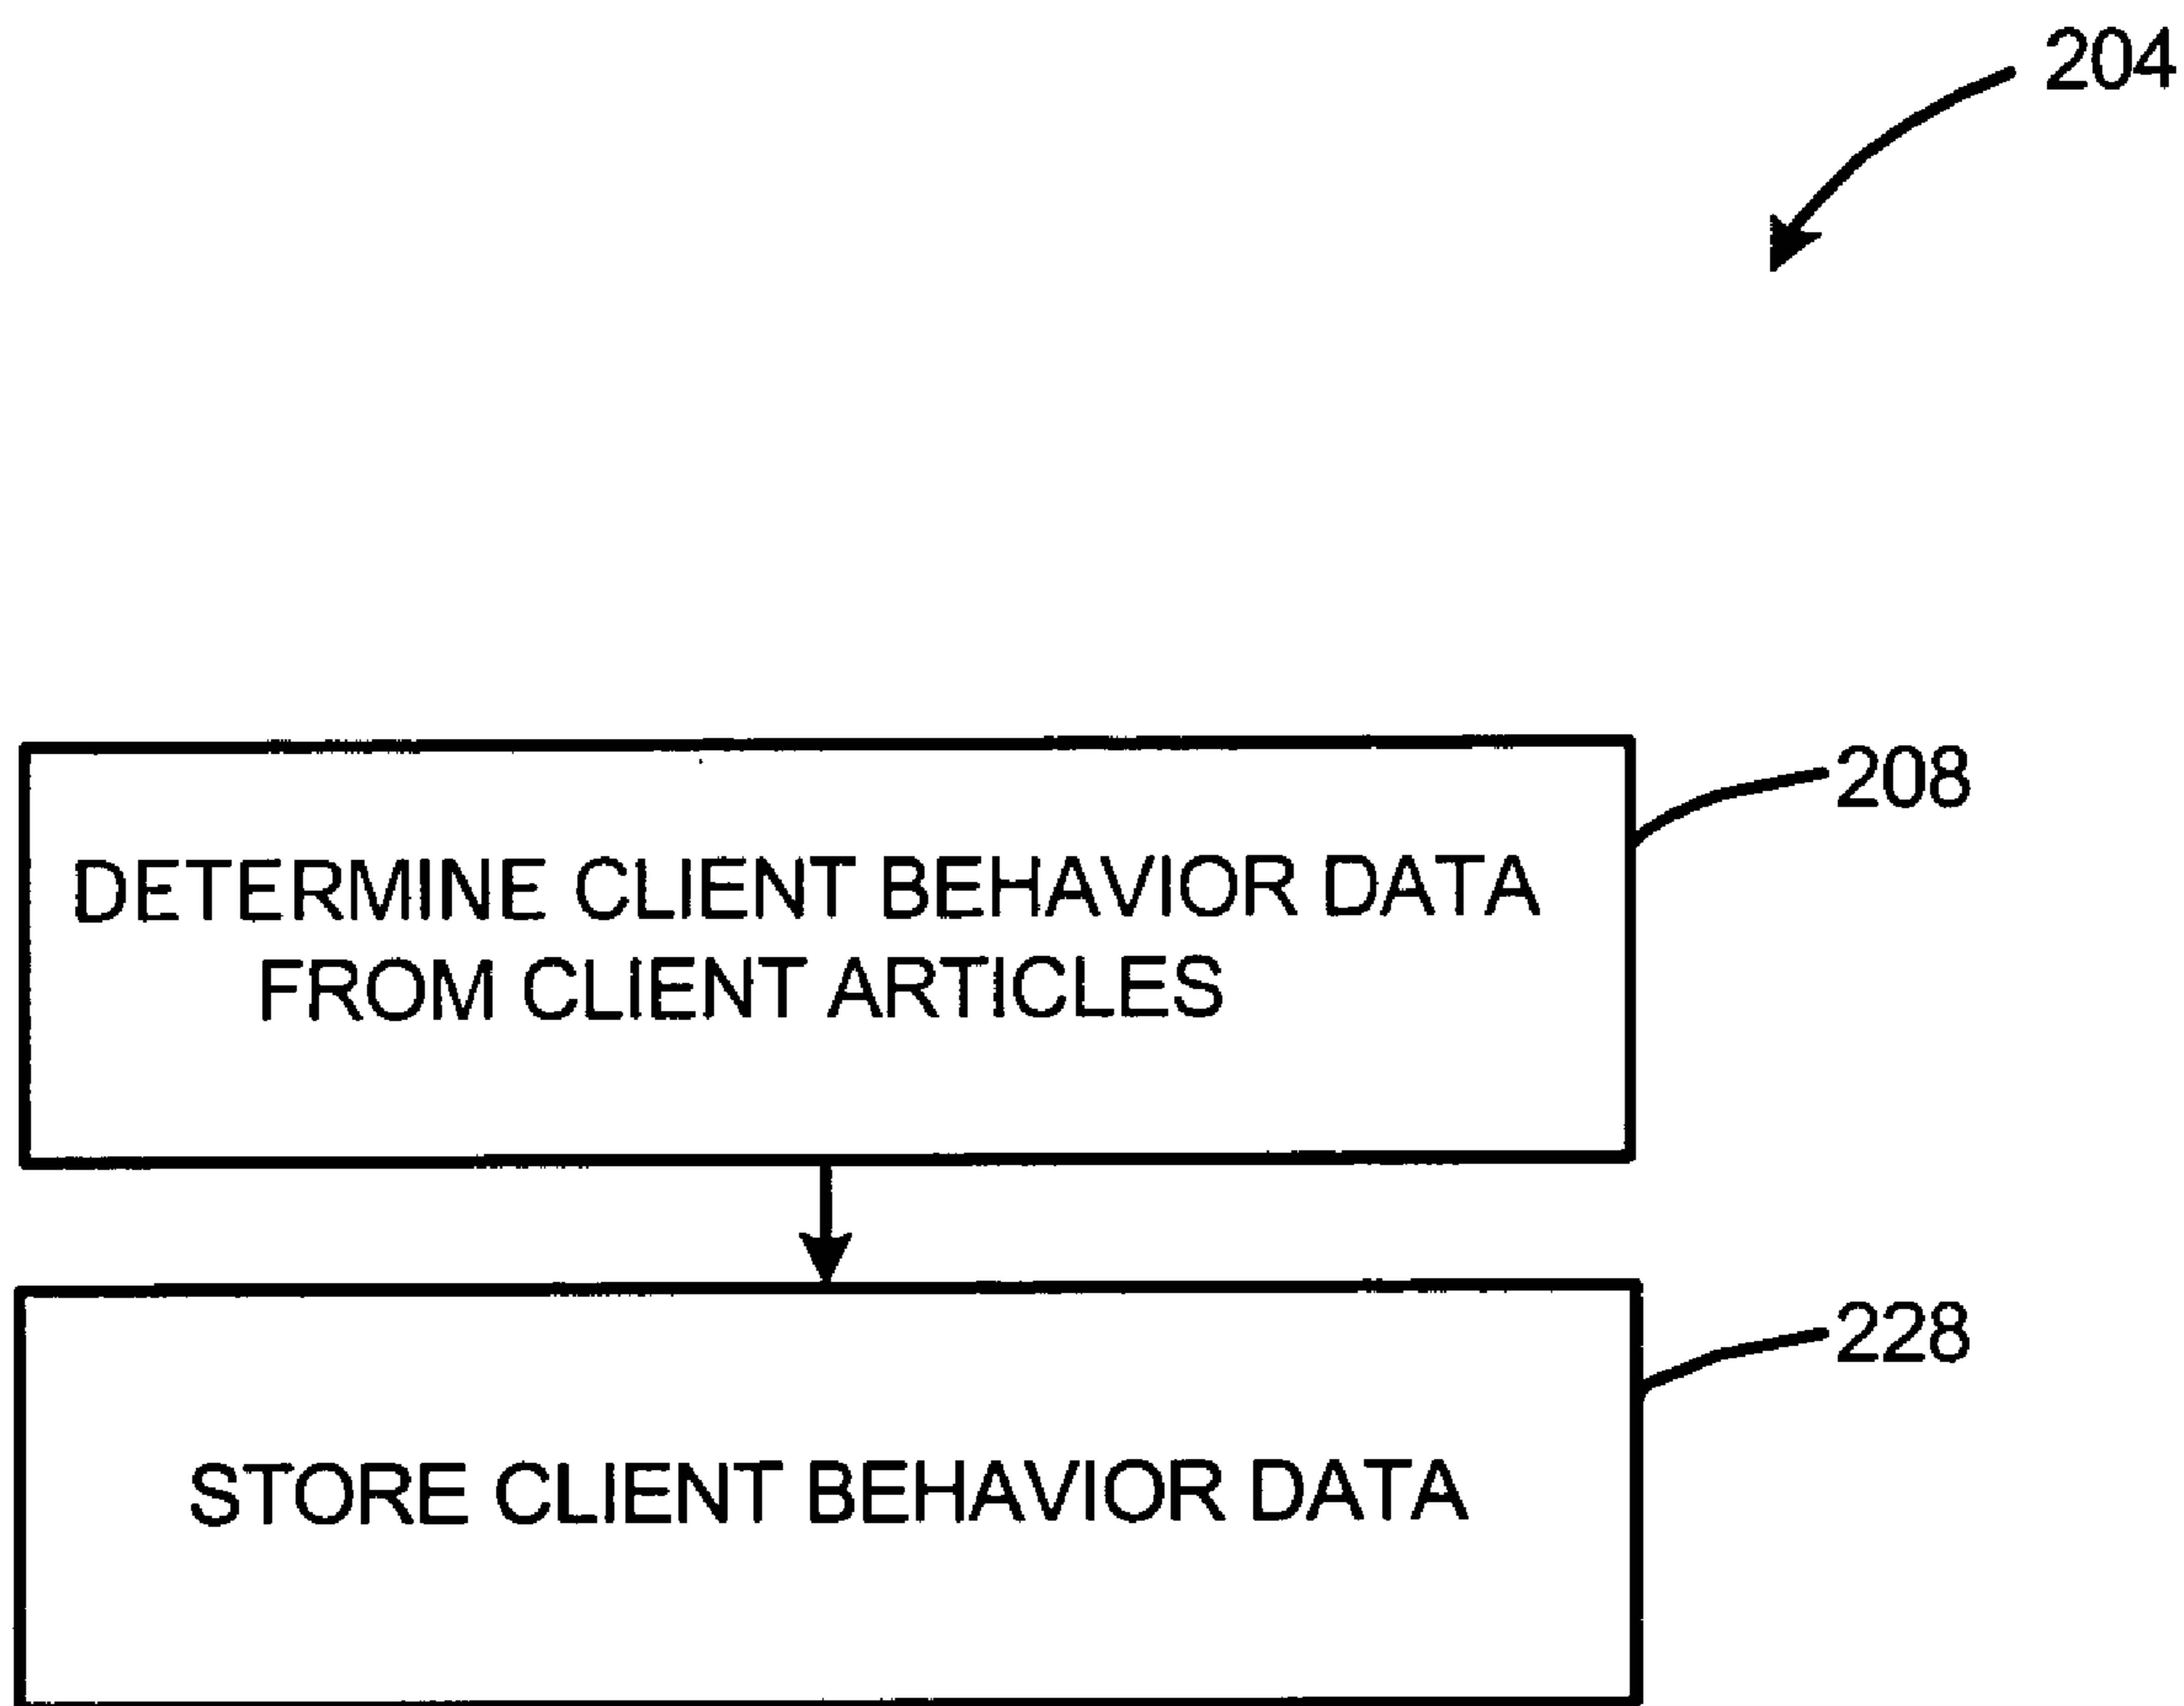 204
208
DETERMINE CLIENT BEHAVIOR DATA
FROM CLIENT ARTICLES
228
STORE CLIENT BEHAVIOR DATA